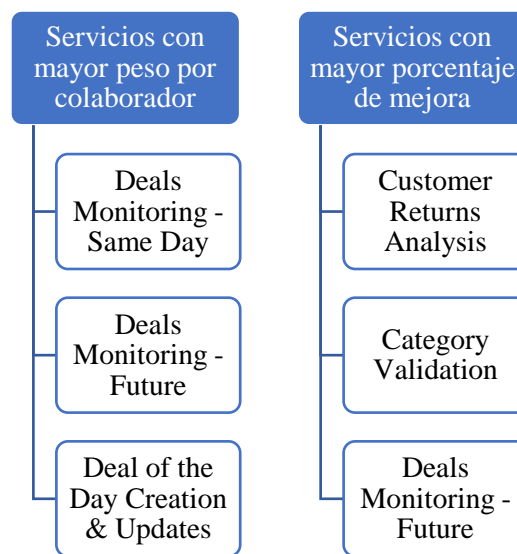 Servicios con
mayor peso por
colaborador
Deals
Monitoring -
Same Day
Deals
Monitoring -
Future
Deal of the
Day Creation
& Updates
Servicios con
mayor porcentaje
de mejora
Customer
Returns
Analysis
Category
Validation
Deals
Monitoring -
Future